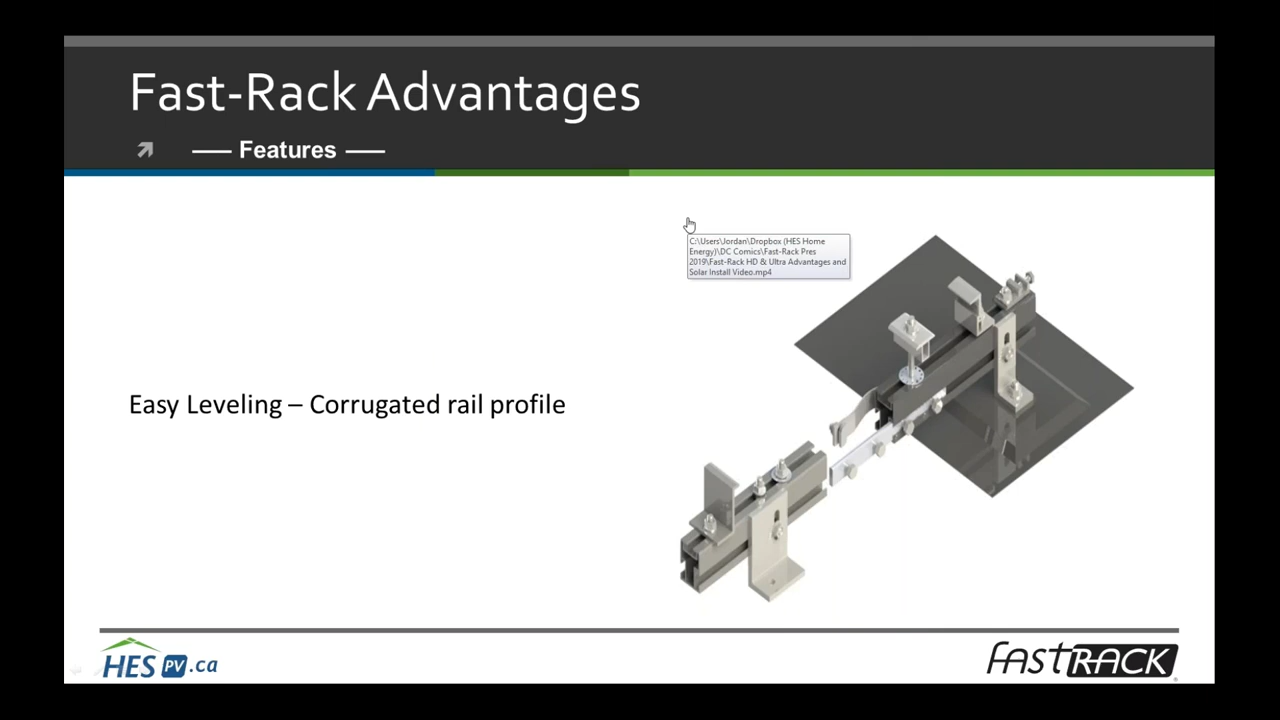 Fast-Rack Advantages
Features
C:\Users\Jordan\Dropbox (HES Home
Energy)\DC Comics\Fast-Rack Pres
2019\Fast-Rack HD & Ultra Advantages and
Solar Install Video.mp4
Easy Leveling – Corrugated rail profile
HES PV.ca
FASTRACK